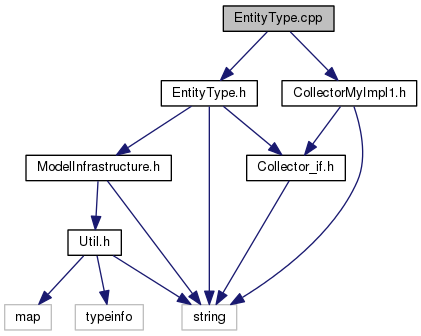 EntityType.cpp
EntityType.h
CollectorMyImpl1.h
ModelInfrastructure.h
Collector_if.h
Util.h
map
typeinfo
string